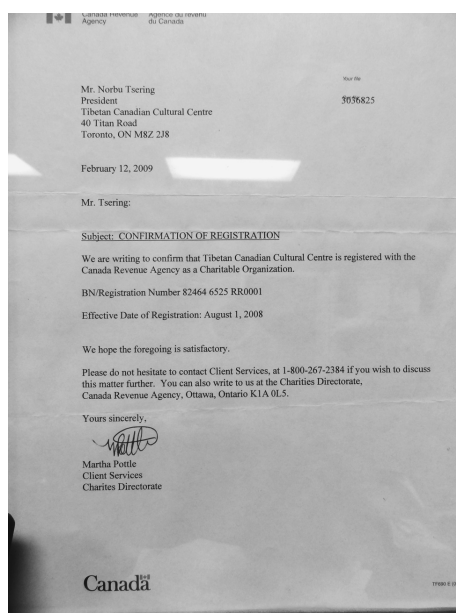 Canada Revenue Agence du revenu
Agency du Canada
Your file
Mr. Norbu Tsering
President 3036825
Tibetan Canadian Cultural Centre
40 Titan Road
Toronto, ON M8Z 2J8
February 12, 2009
Mr. Tsering:
Subject: CONFIRMATION OF REGISTRATION
We are writing to confirm that Tibetan Canadian Cultural Centre is registered with the
Canada Revenue Agency as a Charitable Organization.
BN/Registration Number 82464 6525 RR0001
Effective Date of Registration: August 1, 2008
We hope the foregoing is satisfactory.
Please do not hesitate to contact Client Services, at 1-800-267-2384 if you wish to discuss
this matter further. You can also write to us at the Charities Directorate,
Canada Revenue Agency, Ottawa, Ontario K1A 0L5.
Yours sincerely,
Martha Pottle
Client Services
Charites Directorate
Canada